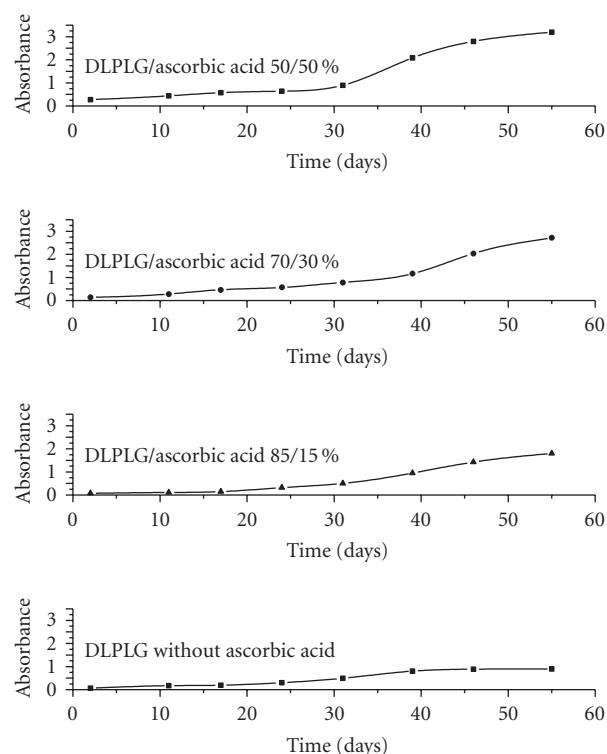 Absorbance
3
2
1
0
DLPLG/ascorbic acid 50/50 %
0 10 20 30 40 50 60
Time (days)
Absorbance
3
2
1
0
DLPLG/ascorbic acid 70/30 %
0 10 20 30 40 50 60
Time (days)
Absorbance
3
2
1
0
DLPLG/ascorbic acid 85/15 %
0 10 20 30 40 50 60
Time (days)
Absorbance
3
2
1
0
DLPLG without ascorbic acid
0 10 20 30 40 50 60
Time (days)